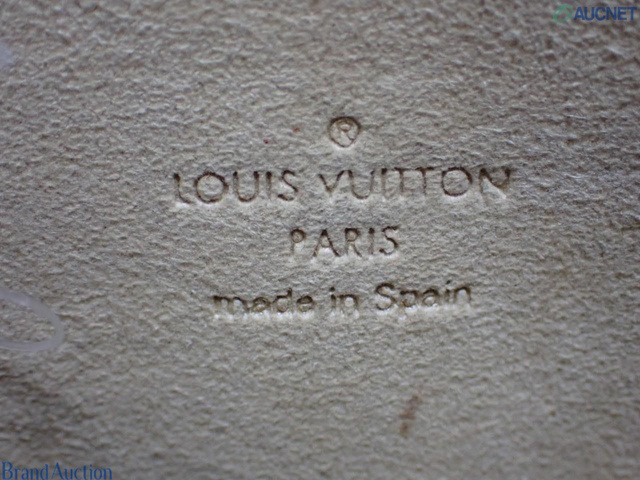 AUCNET
®
LOUIS VUITTON
PARIS
made in Spain
Brand Auction